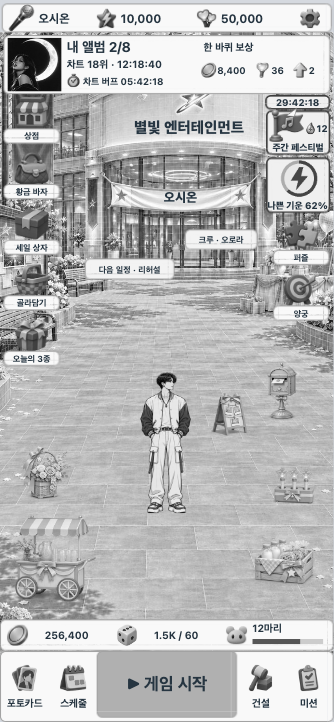 오시온
10,000
50,000
내 앨범 2/8
차트 18위 · 12:18:40
차트 버프 05:42:18
한 바퀴 보상
8,400
36
2
29:42:18
12
주간 페스티벌
나쁜 기운 62%
별빛 엔터테인먼트
오시온
상점
황금 바자
세일 상자
골라담기
오늘의 3종
크루 · 오로라
다음 일정 · 리허설
퍼즐
양궁
256,400
1.5K / 60
12마리
포토카드
스케줄
▶ 게임 시작
건설
미션